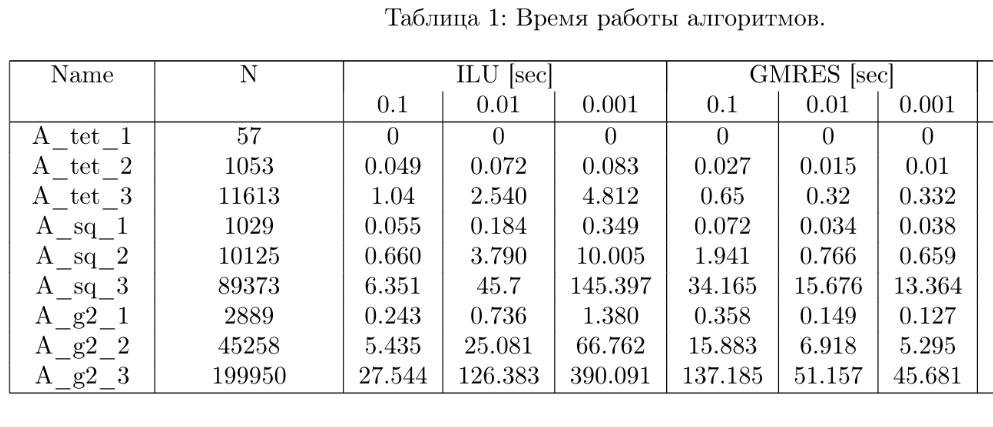 Таблица 1: Время работы алгоритмов.
Name N ILU [sec] GMRES [sec]
0.1 0.01 0.001 0.1 0.01 0.001
A_tet_1 57 0 0 0 0 0 0
A_tet_2 1053 0.049 0.072 0.083 0.027 0.015 0.01
A_tet_3 11613 1.04 2.540 4.812 0.65 0.32 0.332
A_sq_1 1029 0.055 0.184 0.349 0.072 0.034 0.038
A_sq_2 10125 0.660 3.790 10.005 1.941 0.766 0.659
A_sq_3 89373 6.351 45.7 145.397 34.165 15.676 13.364
A_g2_1 2889 0.243 0.736 1.380 0.358 0.149 0.127
A_g2_2 45258 5.435 25.081 66.762 15.883 6.918 5.295
A_g2_3 199950 27.544 126.383 390.091 137.185 51.157 45.681